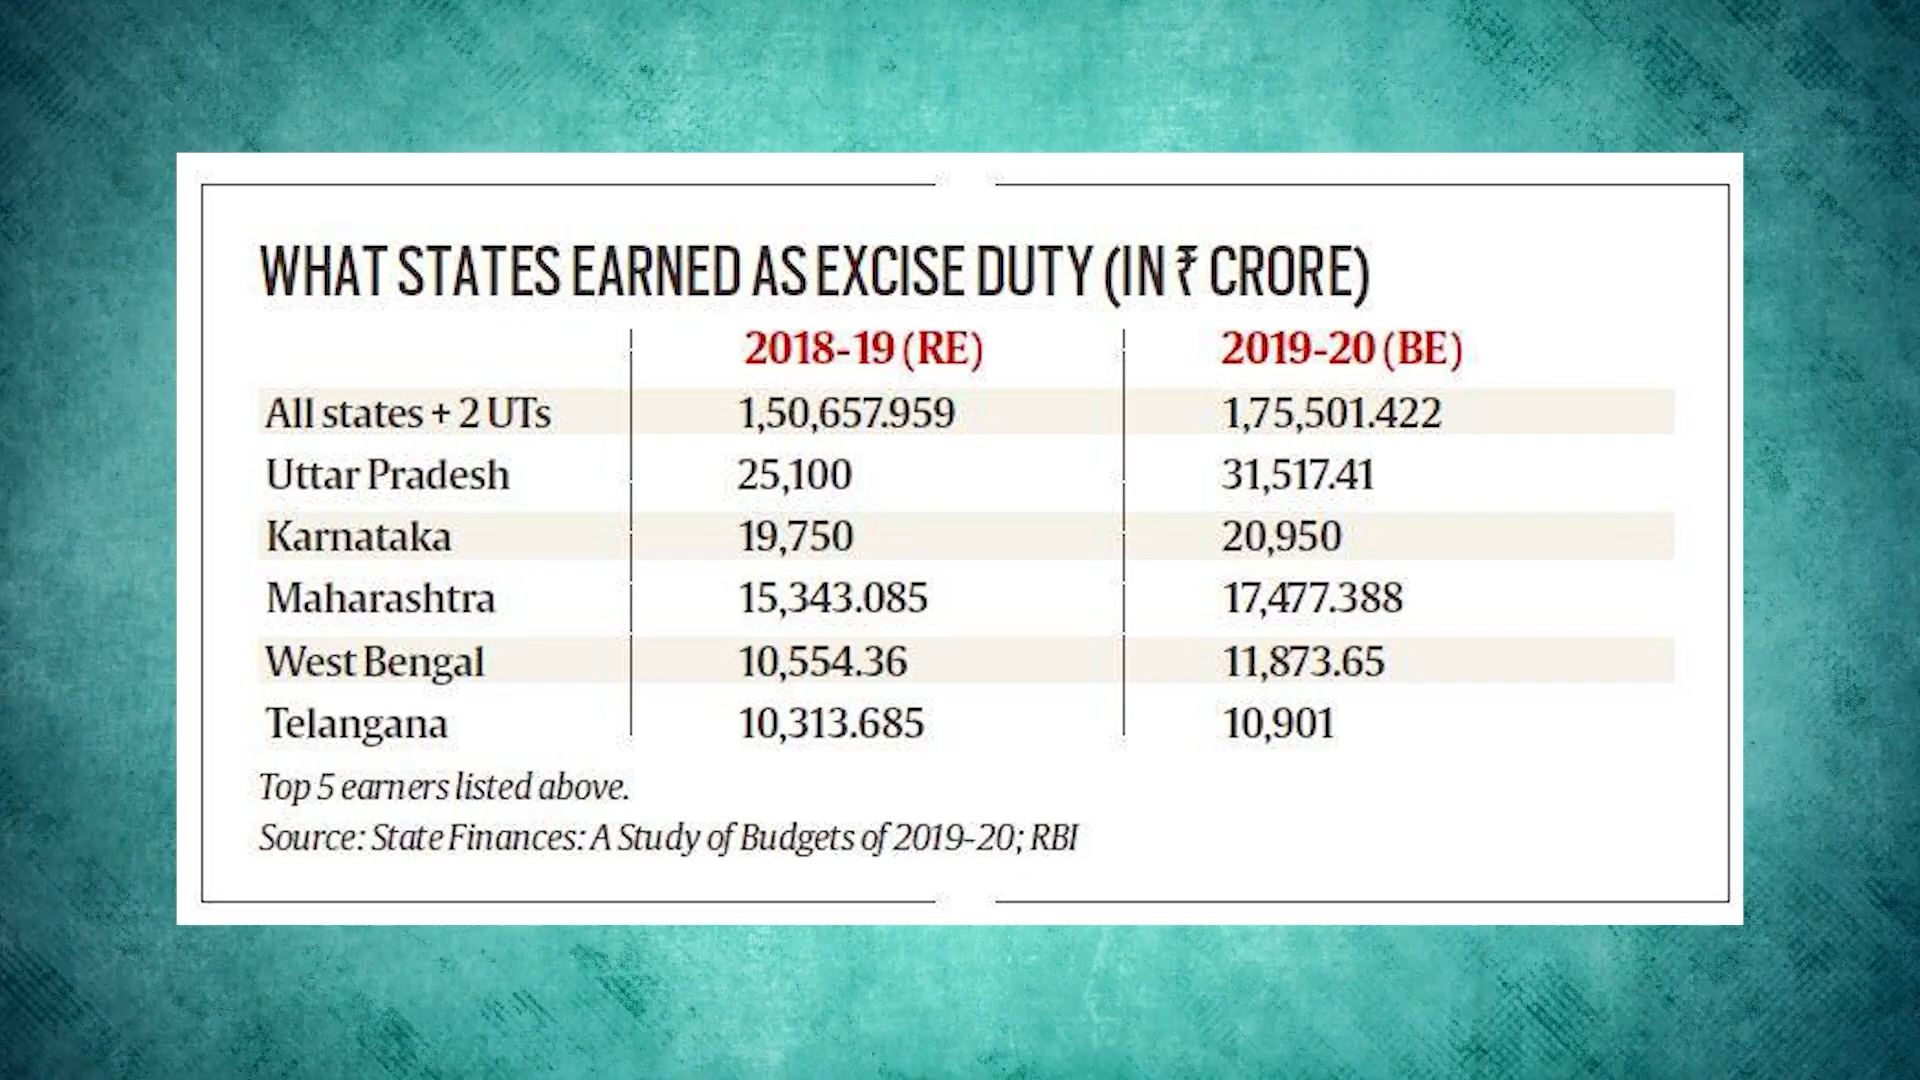 WHAT STATES EARNED AS EXCISE DUTY (IN ₹ CRORE)
2018-19 (RE) 2019-20 (BE)
All states + 2 UTs 1,50,657.959 1,75,501.422
Uttar Pradesh 25,100 31,517.41
Karnataka 19,750 20,950
Maharashtra 15,343.085 17,477.388
West Bengal 10,554.36 11,873.65
Telangana 10,313.685 10,901
Top 5 earners listed above.
Source: State Finances: A Study of Budgets of 2019-20; RBI